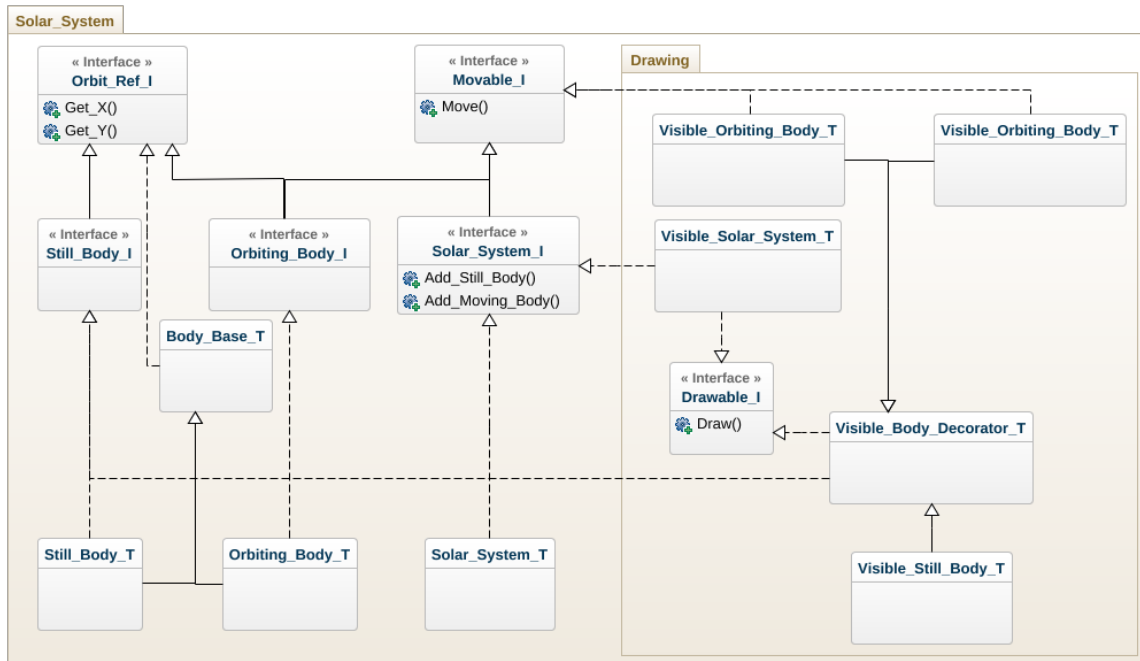 Solar_System
« Interface »
Orbit_Ref_I
Get_X()
Get_Y()
« Interface »
Movable_I
Move()
Drawing
Visible_Orbiting_Body_T
Visible_Orbiting_Body_T
« Interface »
Still_Body_I
« Interface »
Orbiting_Body_I
« Interface »
Solar_System_I
Add_Still_Body()
Add_Moving_Body()
Visible_Solar_System_T
Body_Base_T
« Interface »
Drawable_I
Draw()
Visible_Body_Decorator_T
Still_Body_T
Orbiting_Body_T
Solar_System_T
Visible_Still_Body_T